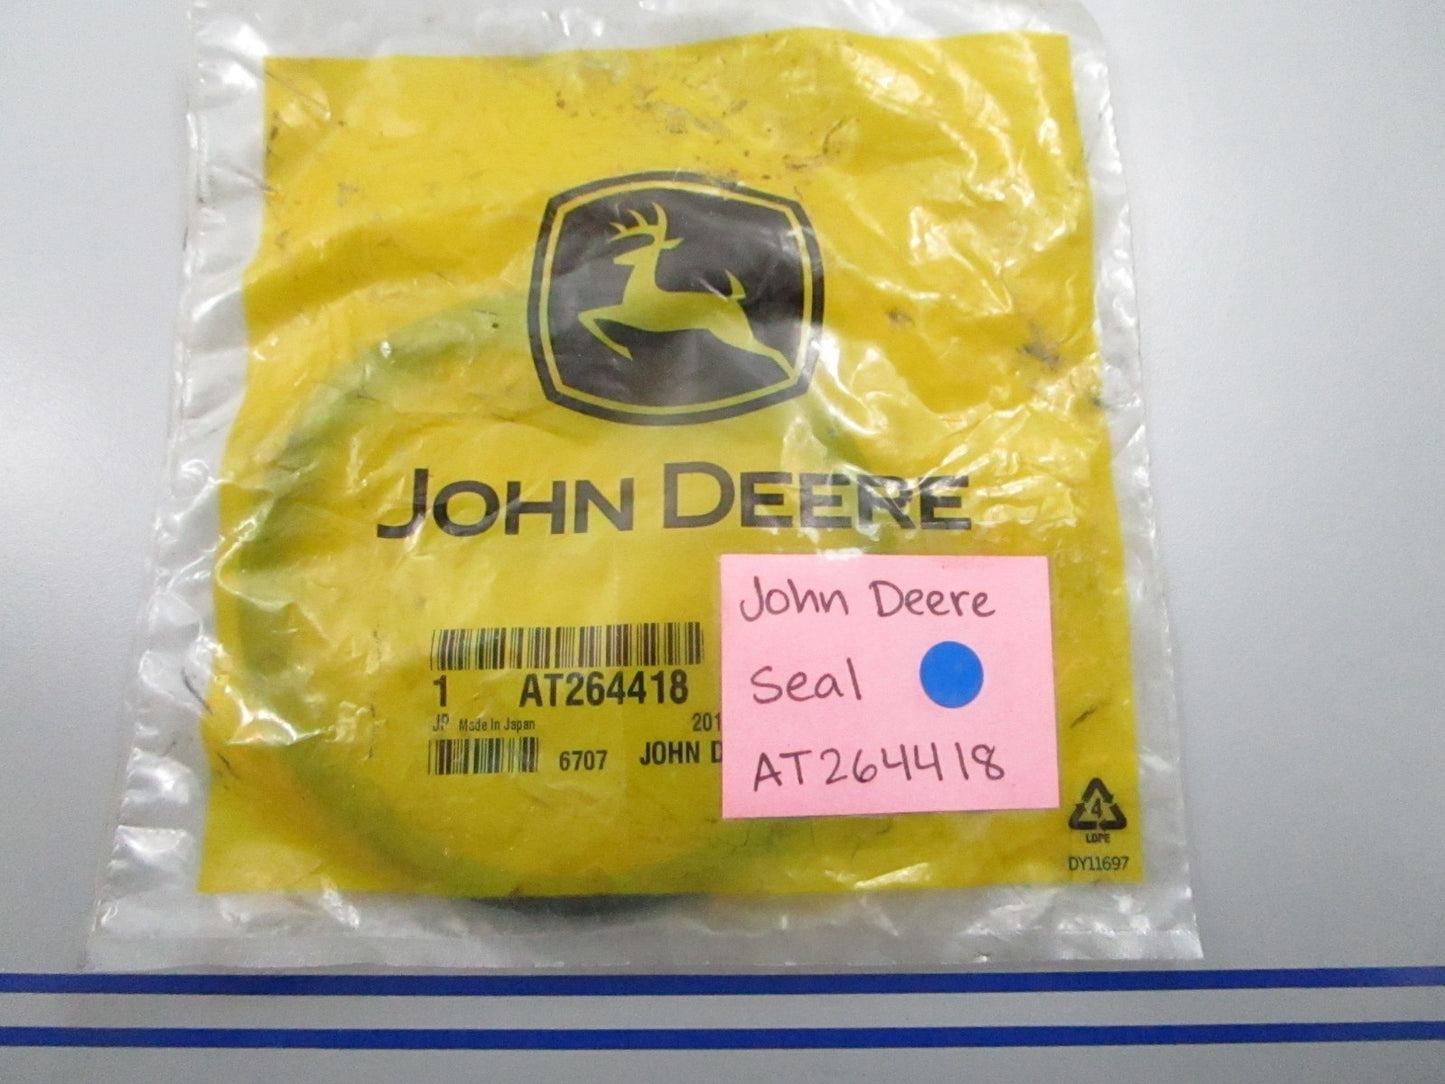 JOHN DEERE
1 AT264418
JP Made In Japan 201
6707 JOHN D
John Deere
Seal
AT264418
4
LDPE
DY11697